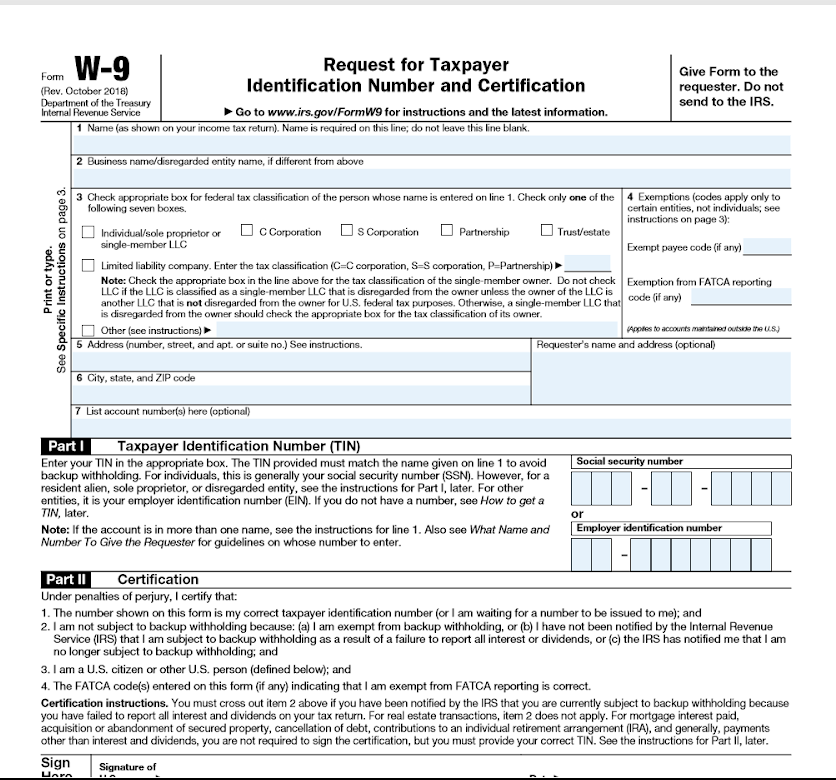 Form W-9
(Rev. October 2018)
Department of the Treasury
Internal Revenue Service
Request for Taxpayer
Identification Number and Certification
▶ Go to www.irs.gov/FormW9 for instructions and the latest information.
Give Form to the
requester. Do not
send to the IRS.
Print or type.
See Specific Instructions on page 3.
1 Name (as shown on your income tax return). Name is required on this line; do not leave this line blank.
2 Business name/disregarded entity name, if different from above
3 Check appropriate box for federal tax classification of the person whose name is entered on line 1. Check only one of the
following seven boxes.
Individual/sole proprietor or
single-member LLC
C Corporation
S Corporation
Partnership
Trust/estate
Limited liability company. Enter the tax classification (C=C corporation, S=S corporation, P=Partnership) ▶
Note: Check the appropriate box in the line above for the tax classification of the single-member owner. Do not check
LLC if the LLC is classified as a single-member LLC that is disregarded from the owner unless the owner of the LLC is
another LLC that is not disregarded from the owner for U.S. federal tax purposes. Otherwise, a single-member LLC that
is disregarded from the owner should check the appropriate box for the tax classification of its owner.
Other (see instructions) ▶
4 Exemptions (codes apply only to
certain entities, not individuals; see
instructions on page 3):
Exempt payee code (if any)
Exemption from FATCA reporting
code (if any)
(Applies to accounts maintained outside the U.S.)
5 Address (number, street, and apt. or suite no.) See instructions.
Requester's name and address (optional)
6 City, state, and ZIP code
7 List account number(s) here (optional)
Part I Taxpayer Identification Number (TIN)
Enter your TIN in the appropriate box. The TIN provided must match the name given on line 1 to avoid
backup withholding. For individuals, this is generally your social security number (SSN). However, for a
resident alien, sole proprietor, or disregarded entity, see the instructions for Part I, later. For other
entities, it is your employer identification number (EIN). If you do not have a number, see How to get a
TIN, later.
Note: If the account is in more than one name, see the instructions for line 1. Also see What Name and
Number To Give the Requester for guidelines on whose number to enter.
Social security number
– –
or
Employer identification number
–
Part II Certification
Under penalties of perjury, I certify that:
1. The number shown on this form is my correct taxpayer identification number (or I am waiting for a number to be issued to me); and
2. I am not subject to backup withholding because: (a) I am exempt from backup withholding, or (b) I have not been notified by the Internal Revenue
Service (IRS) that I am subject to backup withholding as a result of a failure to report all interest or dividends, or (c) the IRS has notified me that I am
no longer subject to backup withholding; and
3. I am a U.S. citizen or other U.S. person (defined below); and
4. The FATCA code(s) entered on this form (if any) indicating that I am exempt from FATCA reporting is correct.
Certification instructions. You must cross out item 2 above if you have been notified by the IRS that you are currently subject to backup withholding because
you have failed to report all interest and dividends on your tax return. For real estate transactions, item 2 does not apply. For mortgage interest paid,
acquisition or abandonment of secured property, cancellation of debt, contributions to an individual retirement arrangement (IRA), and generally, payments
other than interest and dividends, you are not required to sign the certification, but you must provide your correct TIN. See the instructions for Part II, later.
Sign
Here
Signature of